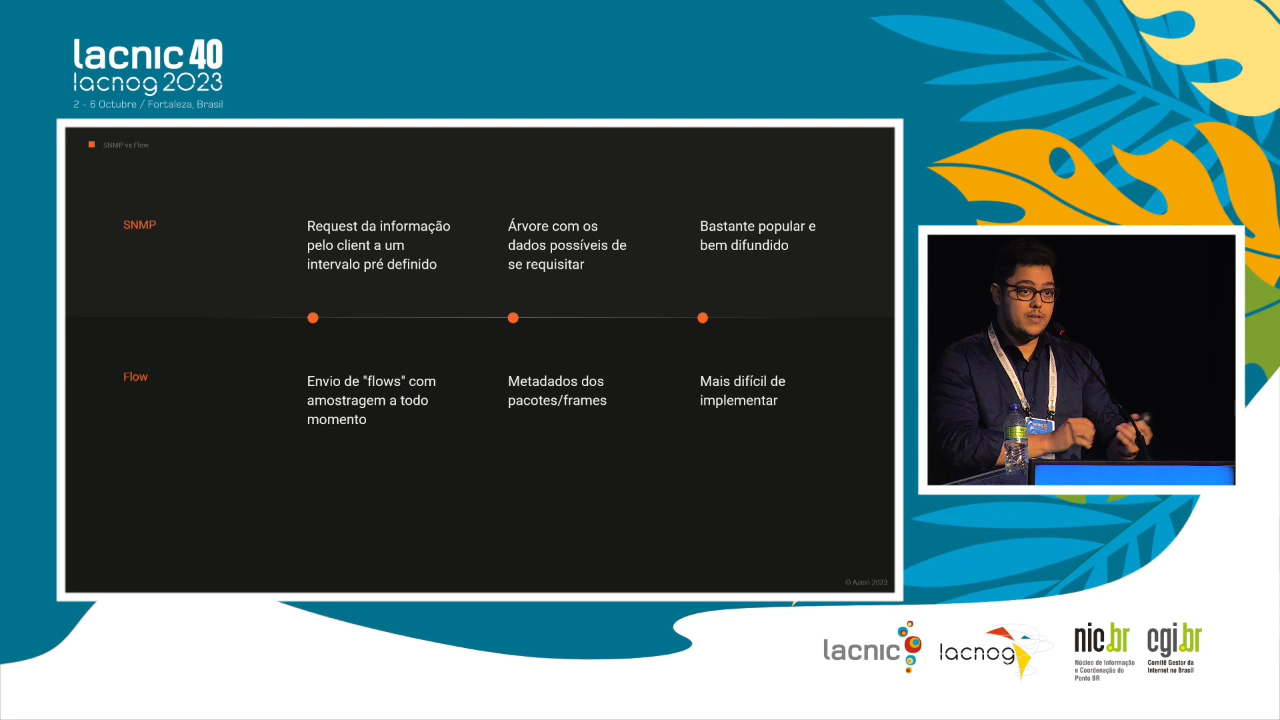 lacnic 40
lacnog 2023
2 - 6 Octubre / Fortaleza, Brasil
SNMP vs Flow
SNMP
Request da informação
pelo client a um
intervalo pré definido
Árvore com os
dados possíveis de
se requisitar
Bastante popular e
bem difundido
Flow
Envio de "flows" com
amostragem a todo
momento
Metadados dos
pacotes/frames
Mais difícil de
implementar
© Azion 2023
lacnic
lacnog
nic.br
Núcleo de Informação
e Coordenação do
Ponto BR
cgi.br
Comitê Gestor da
Internet no Brasil